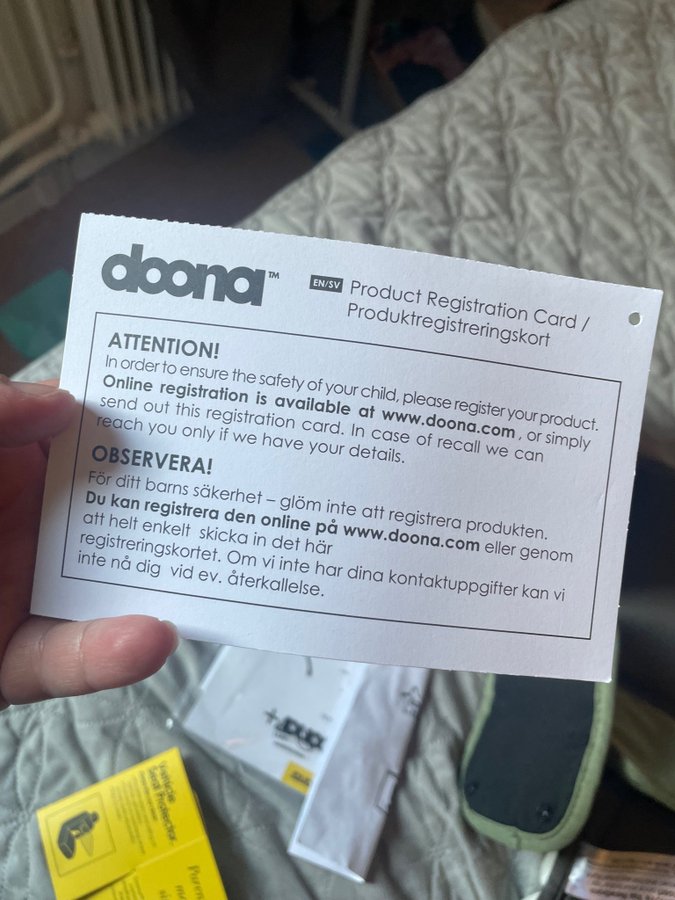 doona™
EN/SV Product Registration Card /
Produktregistreringskort
ATTENTION!
In order to ensure the safety of your child, please register your product.
Online registration is available at www.doona.com, or simply
send out this registration card. In case of recall we can
reach you only if we have your details.
OBSERVERA!
För ditt barns säkerhet – glöm inte att registrera produkten.
Du kan registrera den online på www.doona.com eller genom
att helt enkelt skicka in det här
registreringskortet. Om vi inte har dina kontaktuppgifter kan vi
inte nå dig vid ev. återkallelse.
Vehicle
Seat Protector